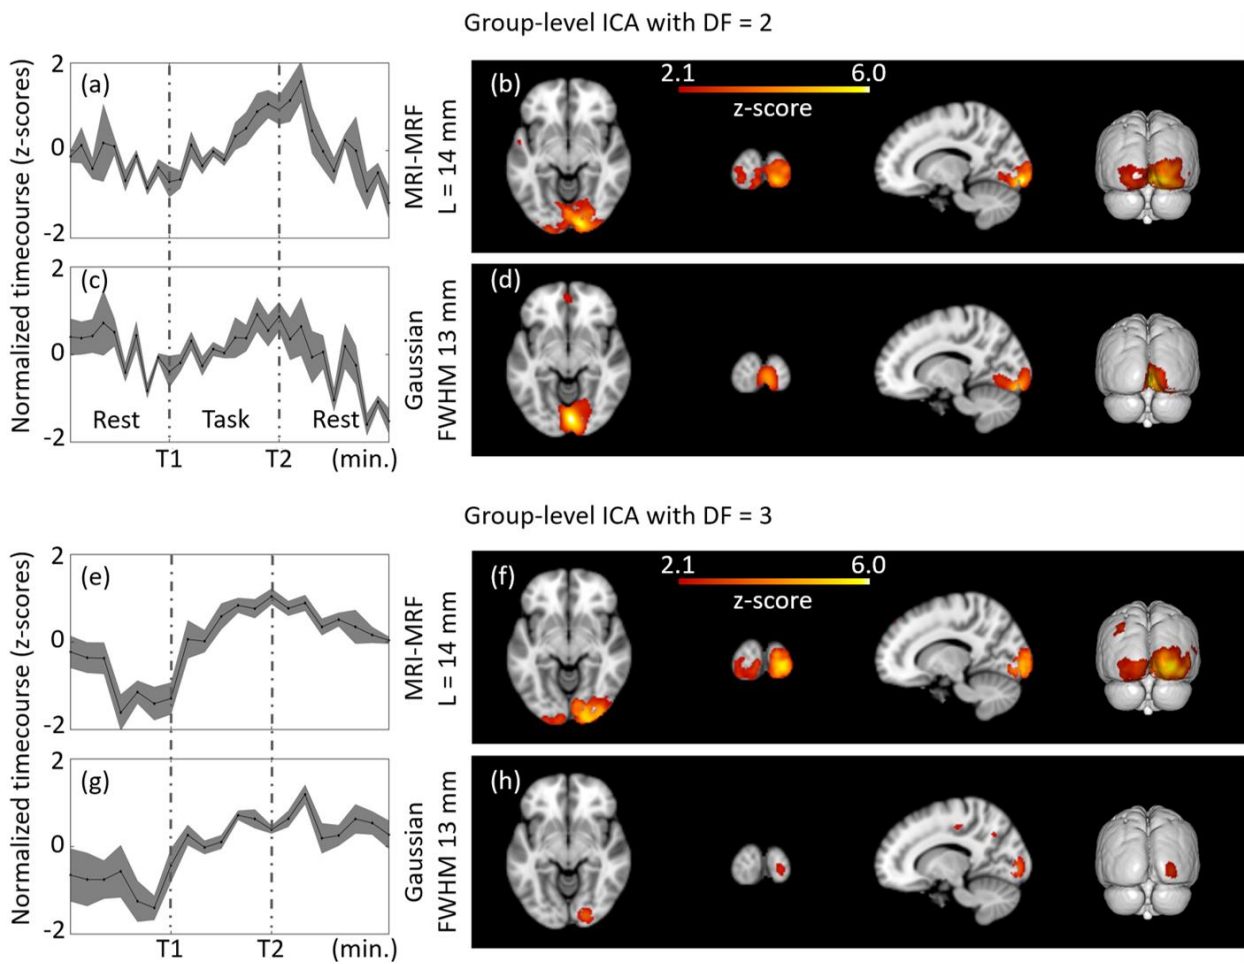 Group-level ICA with DF = 2
Normalized timecourse (z-scores)
2
(a)
0
-2
MRI-MRF
L = 14 mm
(b)
2.1
6.0
z-score
2
(c)
0
-2
Rest
Task
Rest
T1
T2
(min.)
Gaussian
FWHM 13 mm
(d)
Group-level ICA with DF = 3
Normalized timecourse (z-scores)
2
(e)
0
-2
MRI-MRF
L = 14 mm
(f)
2.1
6.0
z-score
2
(g)
0
-2
T1
T2
(min.)
Gaussian
FWHM 13 mm
(h)